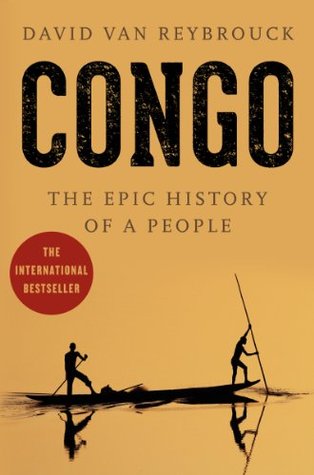 DAVID VAN REYBROUCK
CONGO
THE EPIC HISTORY
OF A PEOPLE
THE
INTERNATIONAL
BESTSELLER